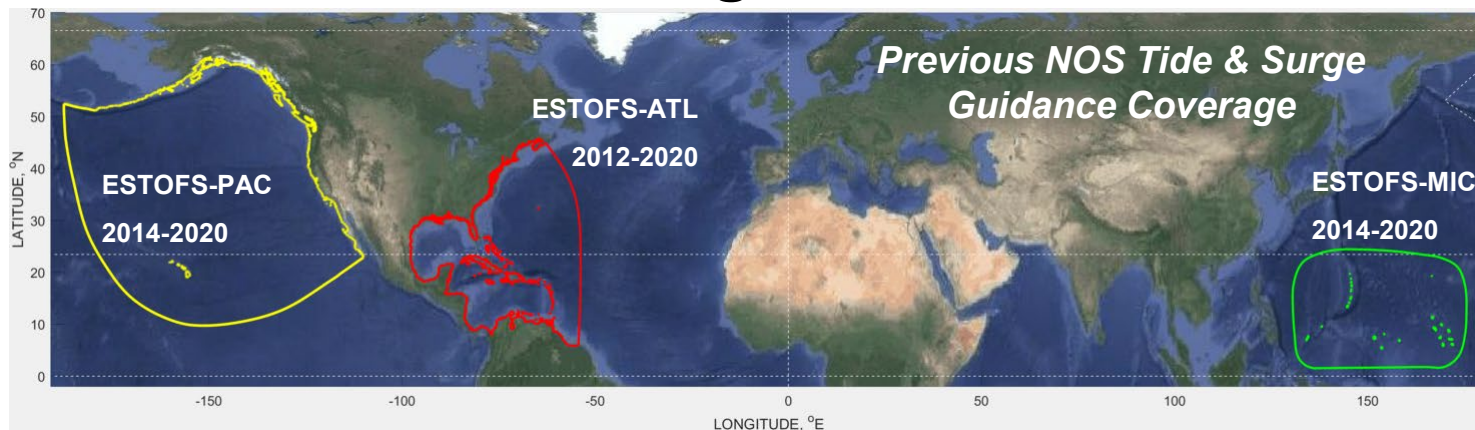 Previous NOS Tide & Surge
Guidance Coverage
ESTOFS-PAC
2014-2020
ESTOFS-ATL
2012-2020
ESTOFS-MIC
2014-2020
LATITUDE, °N
70
60
50
40
30
20
10
0
-150
-100
-50
0
50
100
150
LONGITUDE, °E